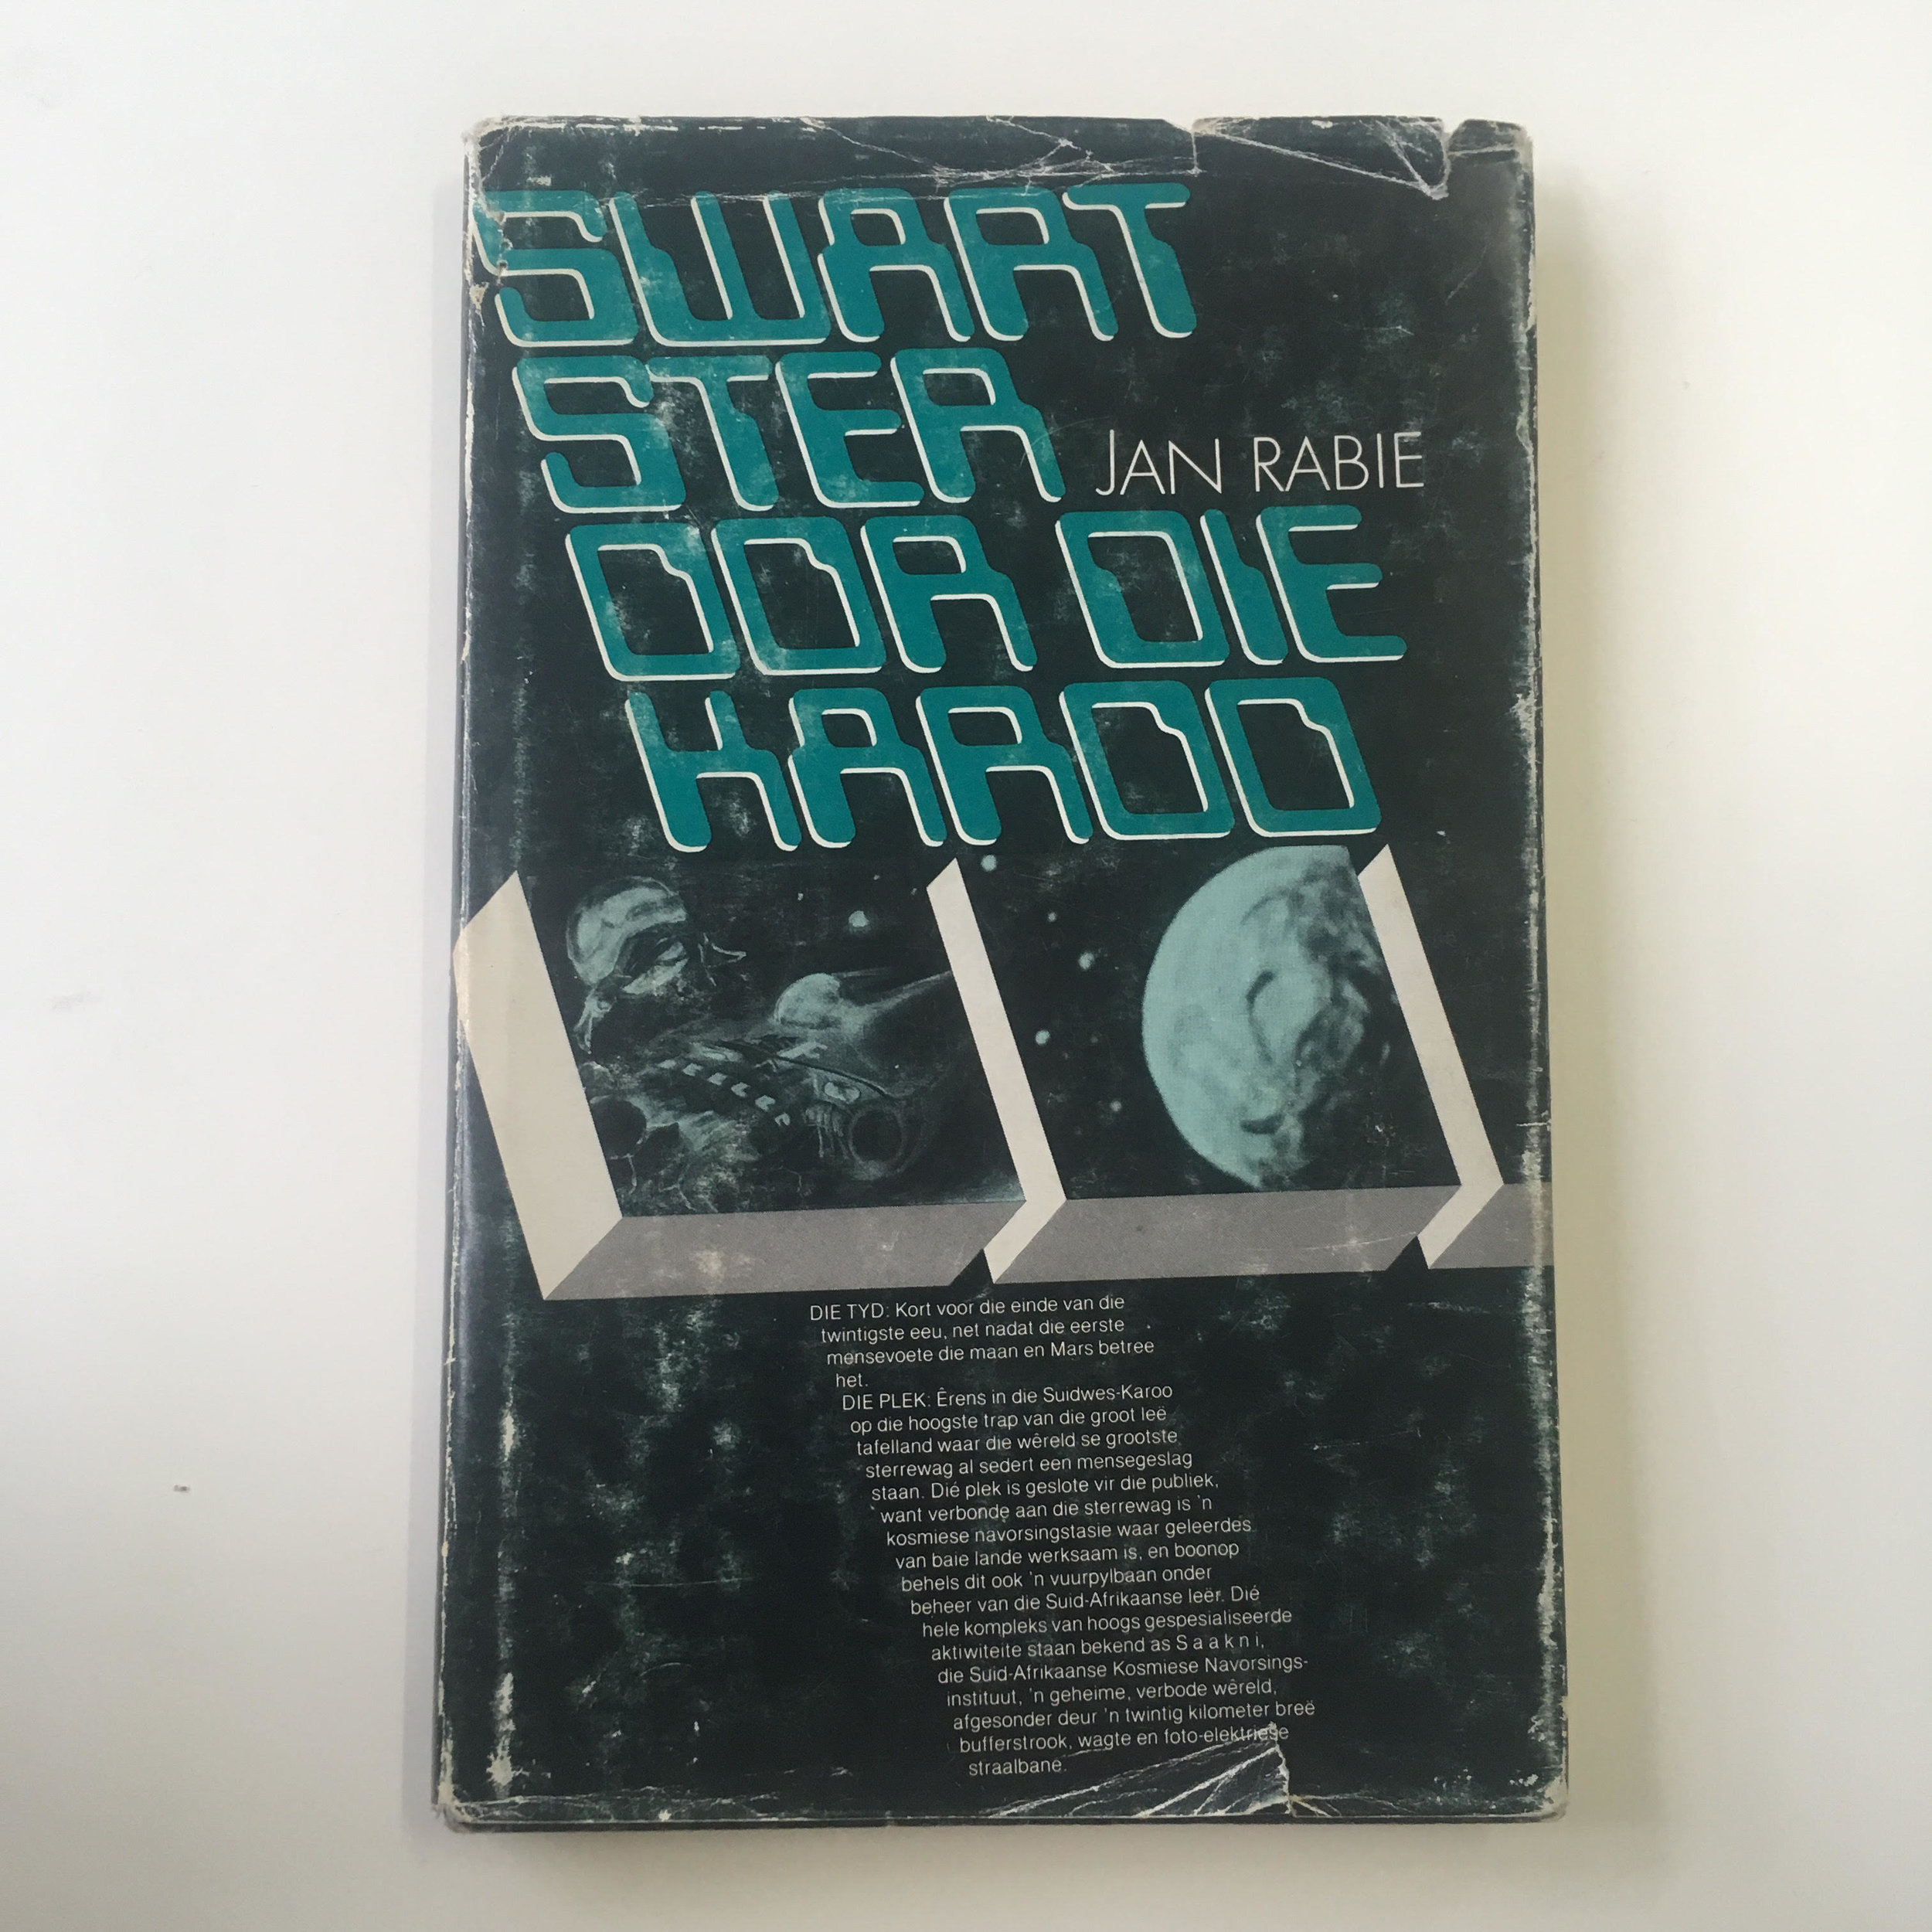 SWART
STER
JAN RABIE
OOR DIE
KAROO
DIE TYD: Kort voor die einde van die
twintigste eeu, net nadat die eerste
mensevoete die maan en Mars betree
het.
DIE PLEK: Êrens in die Suidwes-Karoo
op die hoogste trap van die groot leë
tafelland waar die wêreld se grootste
sterrewag al sedert een mensegeslag
staan. Dié plek is geslote vir die publiek,
want verbonde aan die sterrewag is 'n
kosmiese navorsingstasie waar geleerdes
van baie lande werksaam is, en boonop
behels dit ook 'n vuurpylbaan onder
beheer van die Suid-Afrikaanse leër. Dié
hele kompleks van hoogs gespesialiseerde
aktiwiteite staan bekend as S a a k n i,
die Suid-Afrikaanse Kosmiese Navorsings-
instituut, 'n geheime, verbode wêreld,
afgesonder deur 'n twintig kilometer breë
bufferstrook, wagte en foto-elektriese
straalbane.